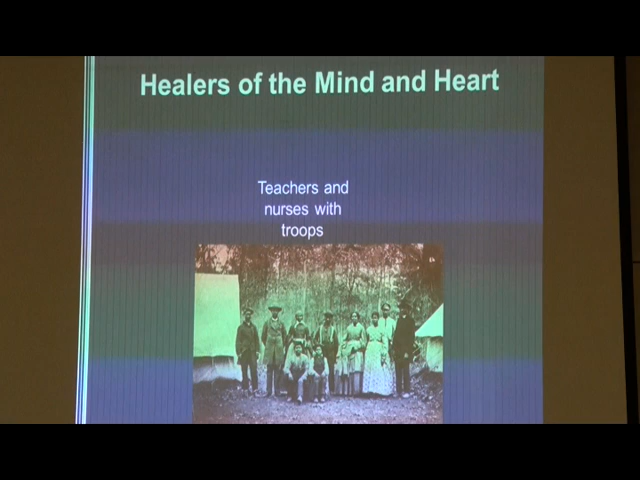 Healers of the Mind and Heart
Teachers and
nurses with
troops